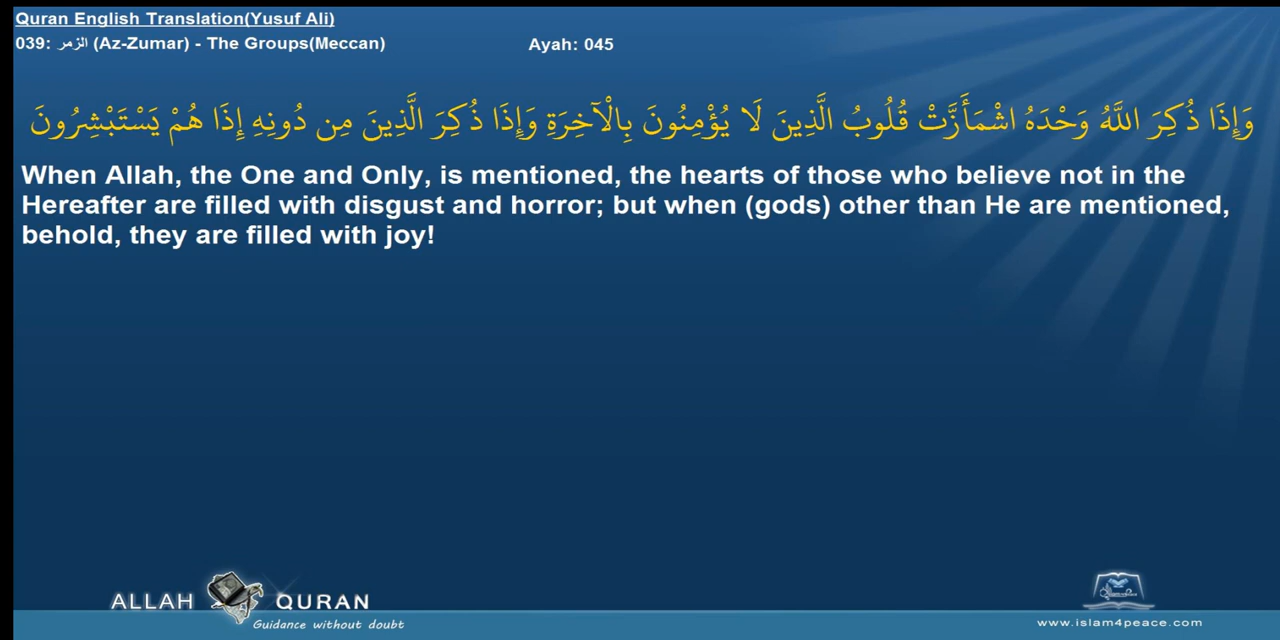 Quran English Translation(Yusuf Ali)
039: الزمر (Az-Zumar) - The Groups(Meccan) Ayah: 045
وَإِذَا ذُكِرَ اللَّهُ وَحْدَهُ اشْمَأَزَّتْ قُلُوبُ الَّذِينَ لَا يُؤْمِنُونَ بِالْآخِرَةِ وَإِذَا ذُكِرَ الَّذِينَ مِن دُونِهِ إِذَا هُمْ يَسْتَبْشِرُونَ
When Allah, the One and Only, is mentioned, the hearts of those who believe not in the
Hereafter are filled with disgust and horror; but when (gods) other than He are mentioned,
behold, they are filled with joy!
ALLAH QURAN
Guidance without doubt
www.islam4peace.com